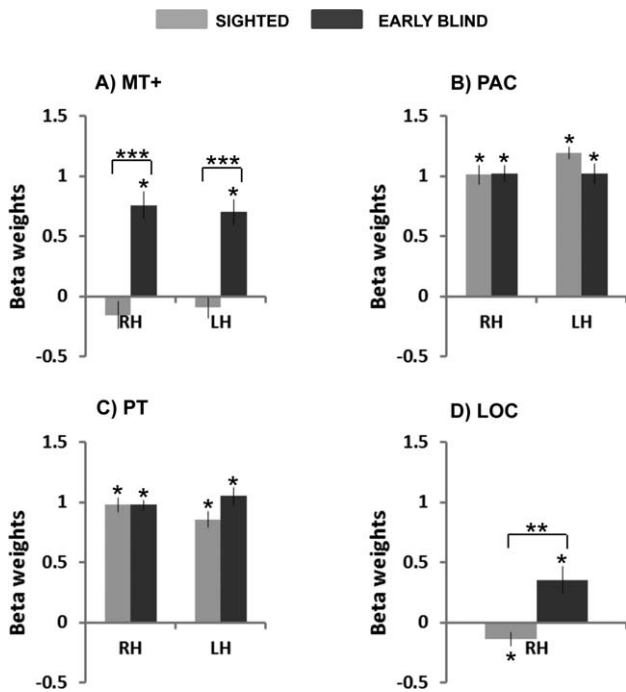 SIGHTED EARLY BLIND
A) MT+
Beta weights
1.5
1
0.5
0
-0.5
***
*
***
*
RH LH
B) PAC
Beta weights
1.5
1
0.5
0
-0.5
* *
* *
RH LH
C) PT
Beta weights
1.5
1
0.5
0
-0.5
* *
* *
RH LH
D) LOC
Beta weights
1.5
1
0.5
0
-0.5
**
*
*
RH